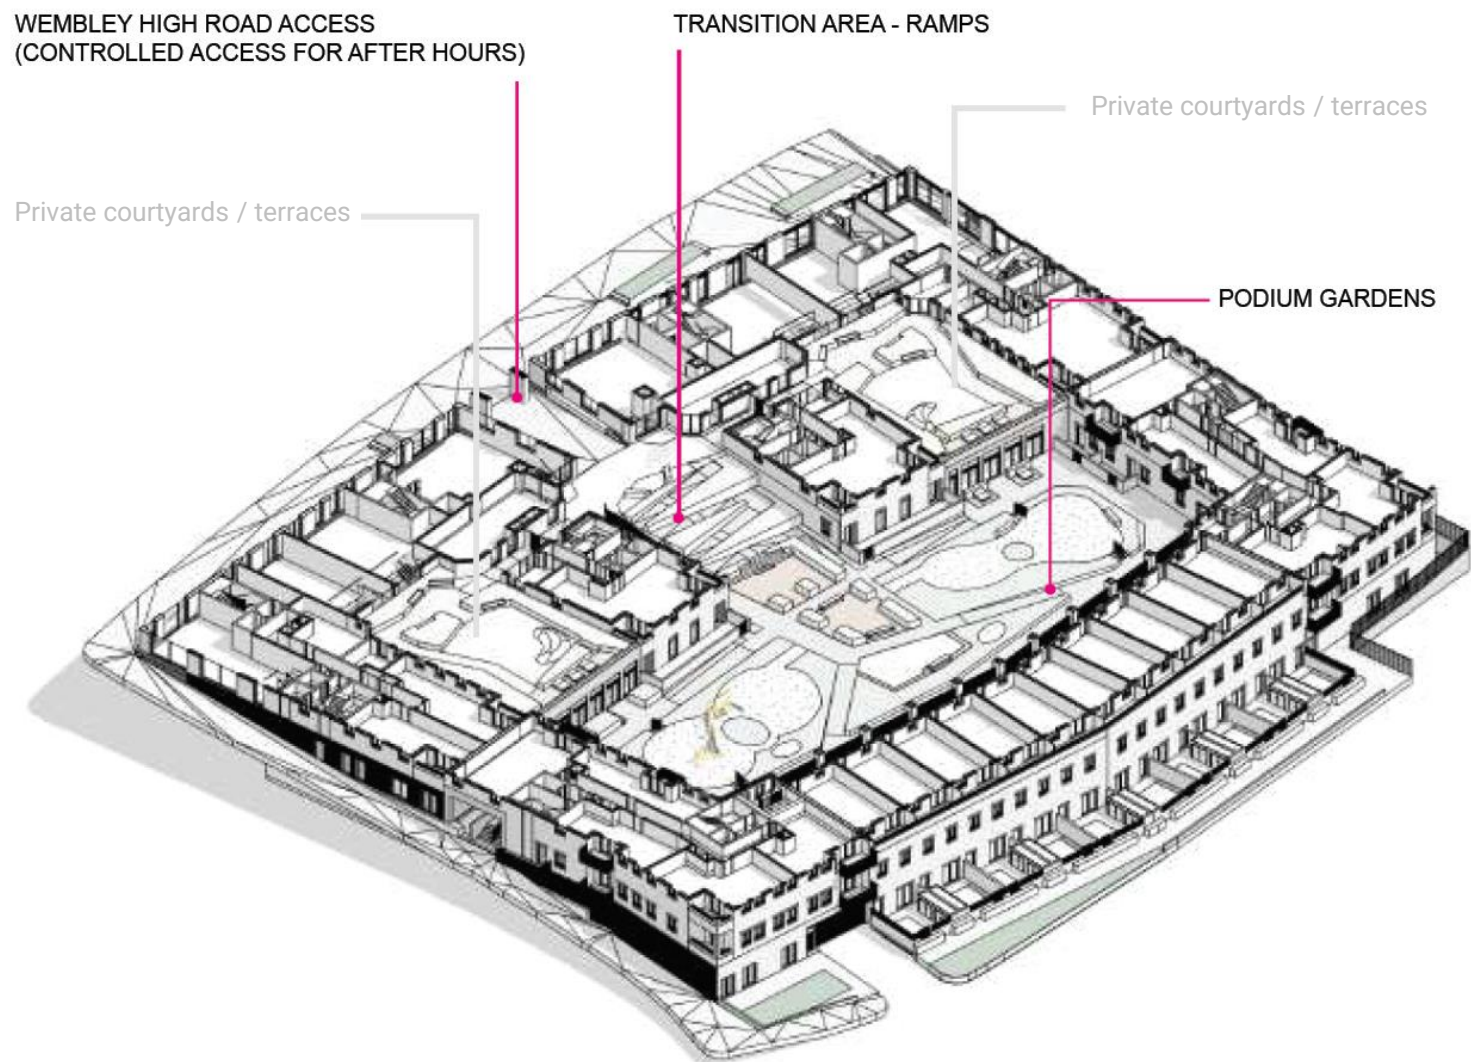 WEMBLEY HIGH ROAD ACCESS
(CONTROLLED ACCESS FOR AFTER HOURS)
TRANSITION AREA - RAMPS
Private courtyards / terraces
Private courtyards / terraces
PODIUM GARDENS